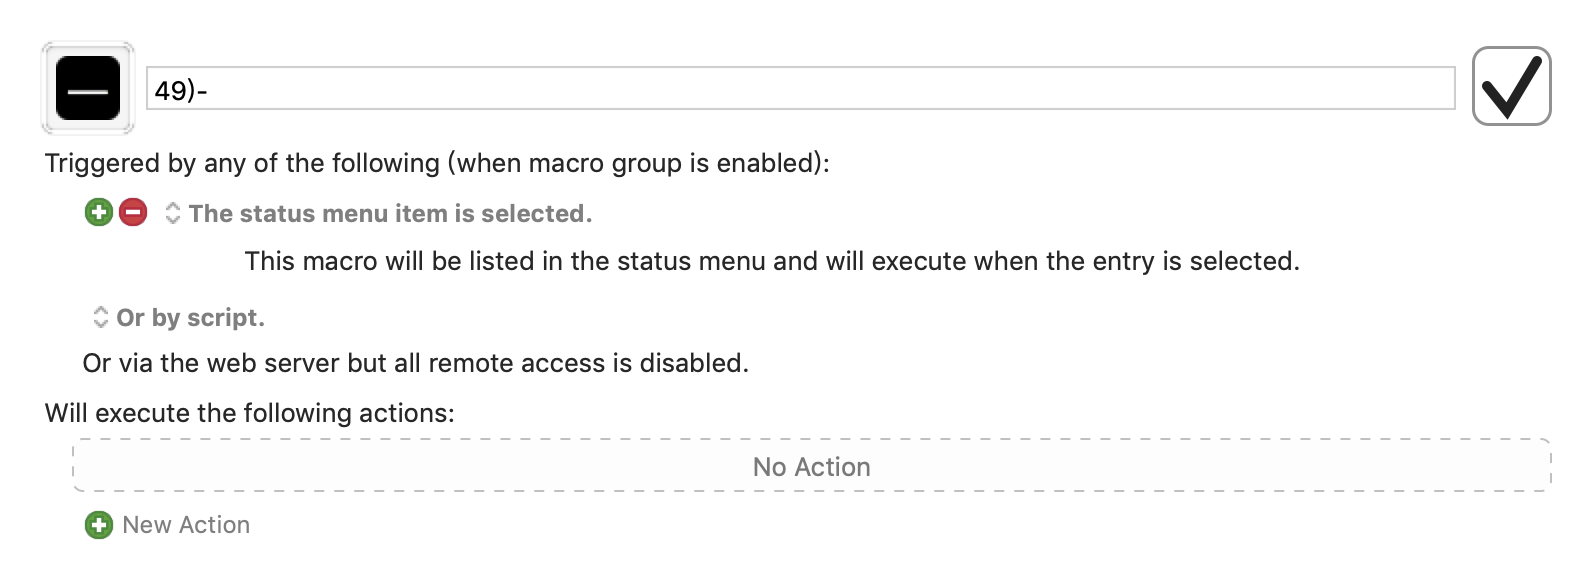 49)-
Triggered by any of the following (when macro group is enabled):
The status menu item is selected.
This macro will be listed in the status menu and will execute when the entry is selected.
Or by script.
Or via the web server but all remote access is disabled.
Will execute the following actions:
No Action
New Action